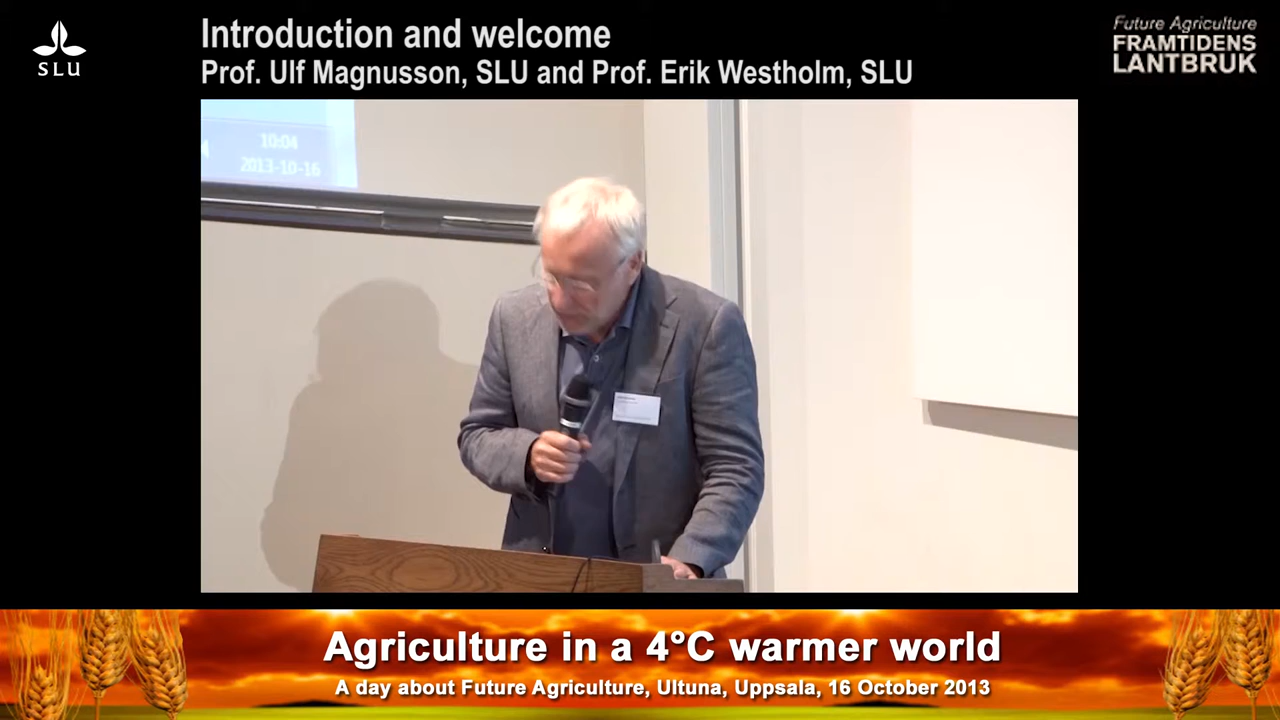 SLU
Introduction and welcome
Prof. Ulf Magnusson, SLU and Prof. Erik Westholm, SLU
Future Agriculture
FRAMTIDENS
LANTBRUK
10:04
2013-10-16
Agriculture in a 4°C warmer world
A day about Future Agriculture, Ultuna, Uppsala, 16 October 2013